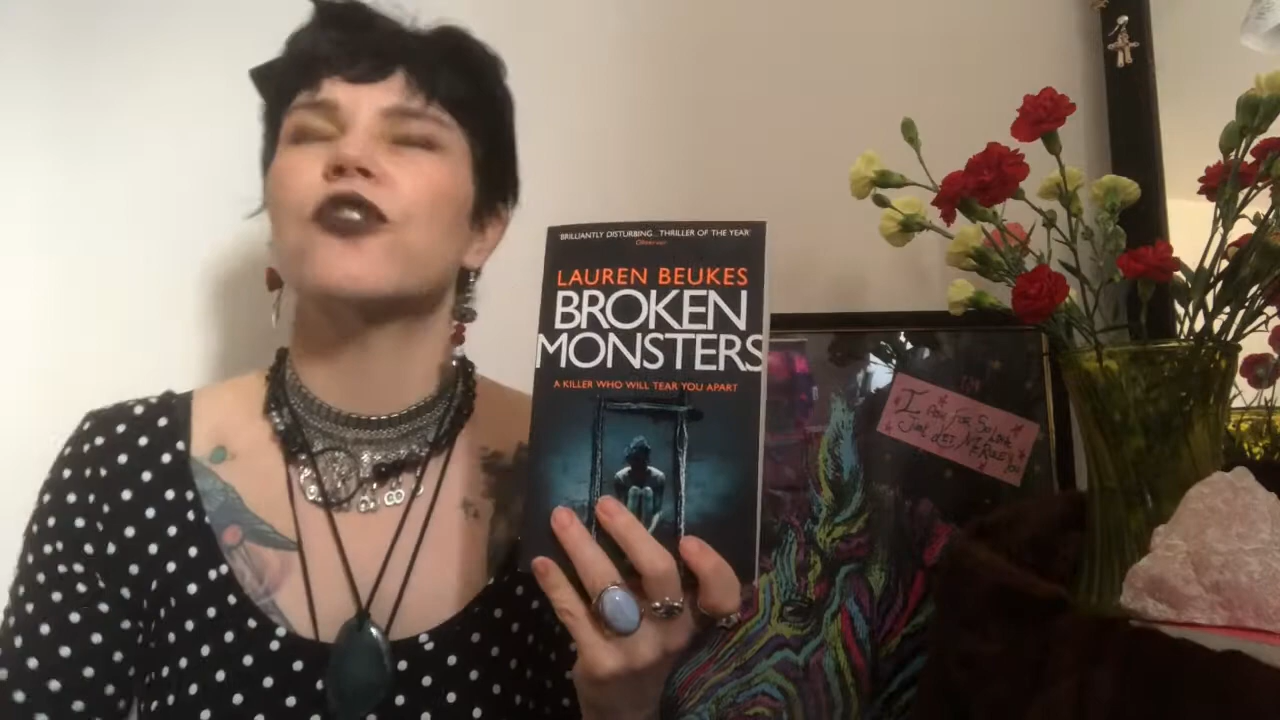 'BRILLIANTLY DISTURBING... THRILLER OF THE YEAR'
Observer
LAUREN BEUKES
BROKEN
MONSTERS
A KILLER WHO WILL TEAR YOU APART
I